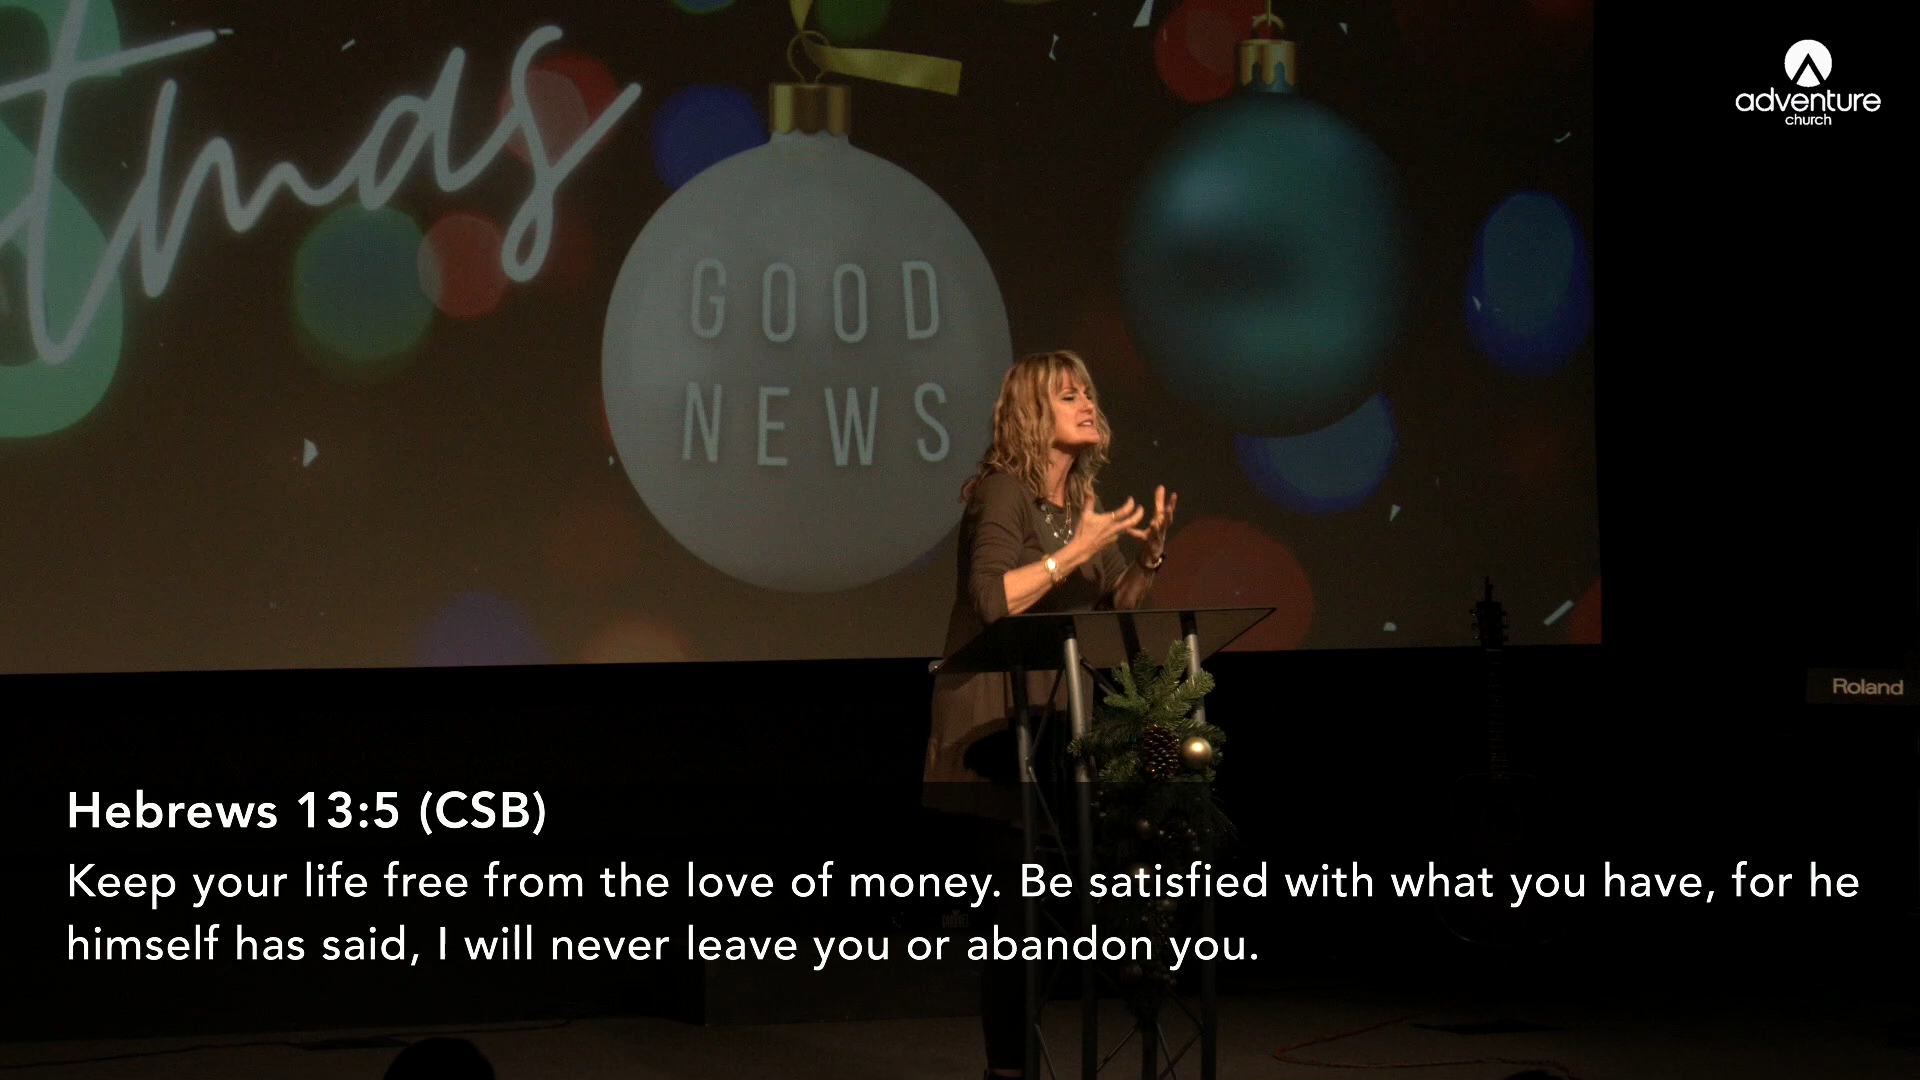 tmas
GOOD
NEWS
adventure
church
Roland
Hebrews 13:5 (CSB)
Keep your life free from the love of money. Be satisfied with what you have, for he
himself has said, I will never leave you or abandon you.